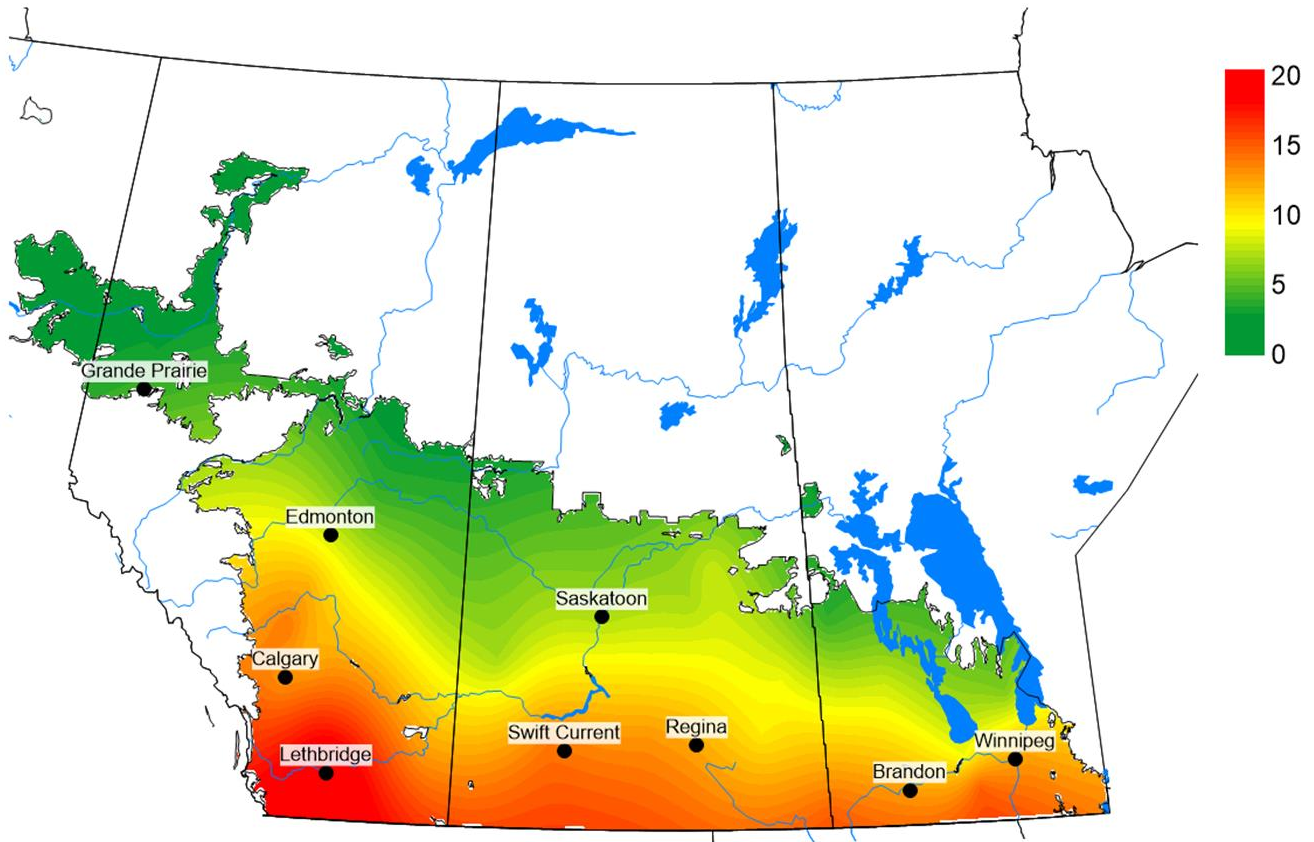 20
15
10
5
0
Grande Prairie
Edmonton
Saskatoon
Calgary
Swift Current
Regina
Lethbridge
Winnipeg
Brandon